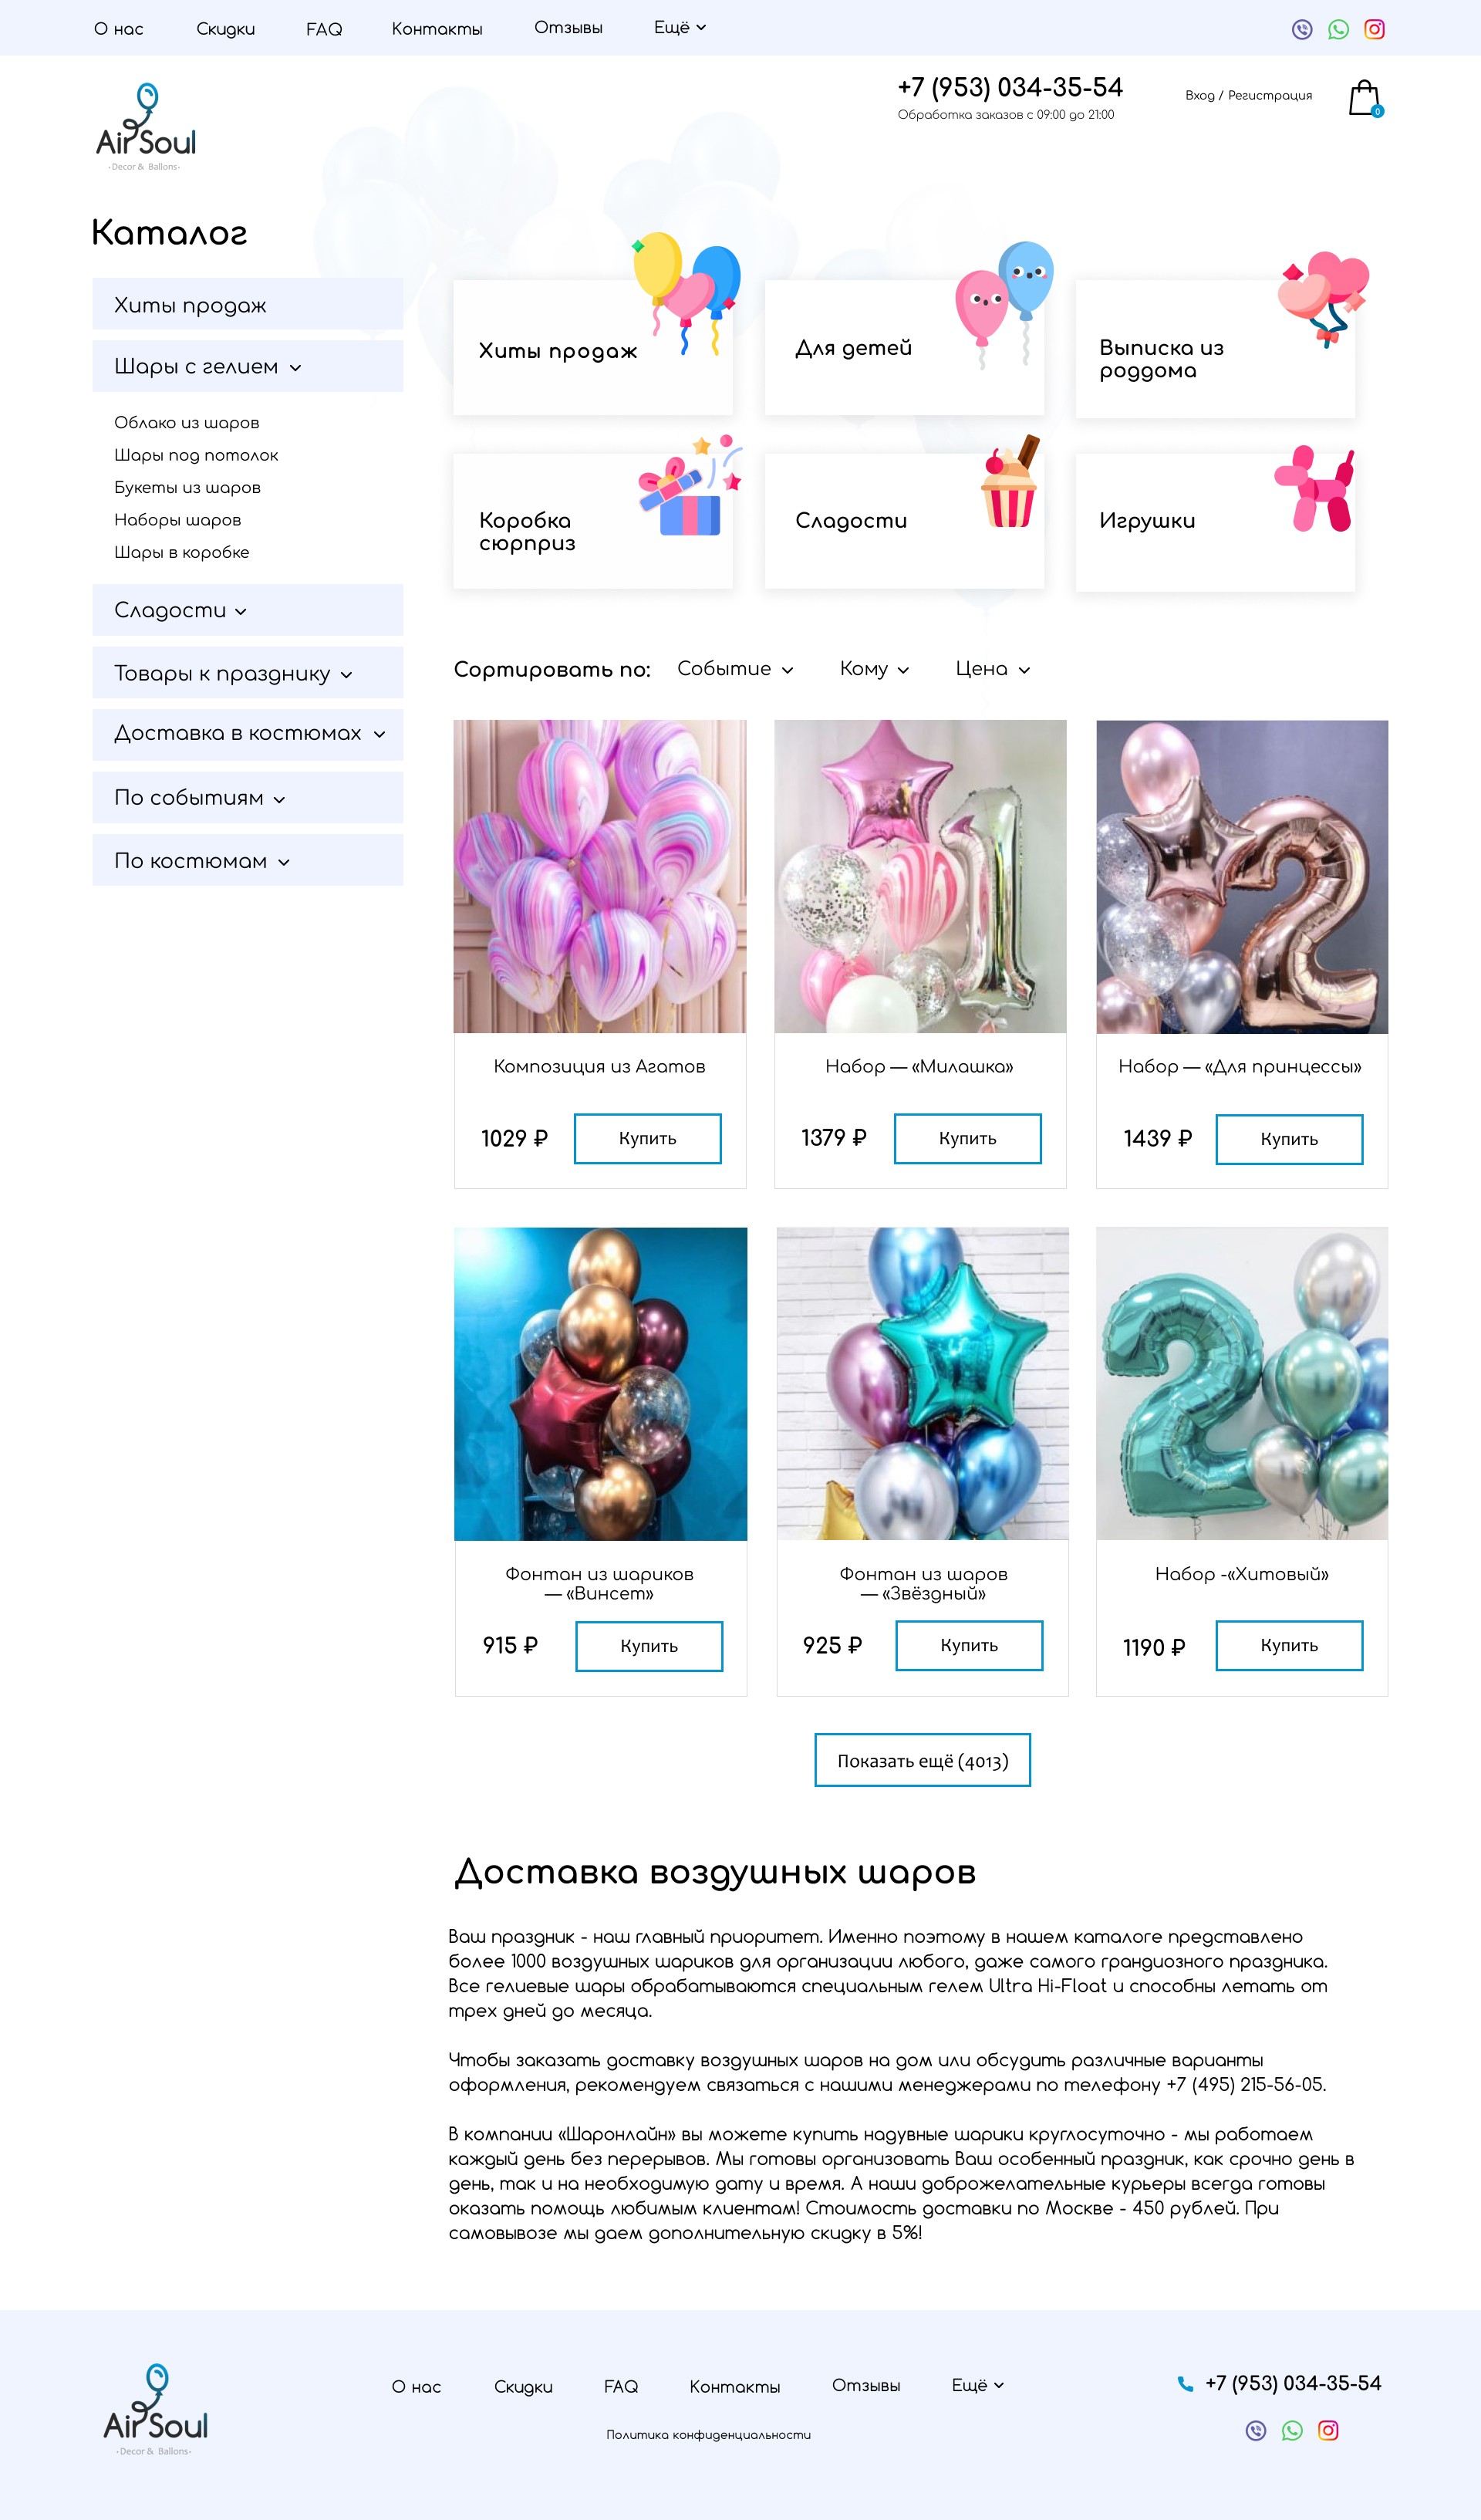 О нас
Скидки
FAQ
Контакты
Отзывы
Ещё
Air Soul
-Decor & Ballons-
+7 (953) 034-35-54
Обработка заказов с 09:00 до 21:00
Вход / Регистрация
0
Каталог
Хиты продаж
Шары с гелием
Облако из шаров
Шары под потолок
Букеты из шаров
Наборы шаров
Шары в коробке
Сладости
Товары к празднику
Доставка в костюмах
По событиям
По костюмам
Хиты продаж
Для детей
Выписка из
роддома
Коробка
сюрприз
Сладости
Игрушки
Сортировать по:
Событие
Кому
Цена
Композиция из Агатов
1029 ₽
Купить
Набор — «Милашка»
1379 ₽
Купить
Набор — «Для принцессы»
1439 ₽
Купить
Фонтан из шариков
— «Винсет»
915 ₽
Купить
Фонтан из шаров
— «Звёздный»
925 ₽
Купить
Набор -«Хитовый»
1190 ₽
Купить
Показать ещё (4013)
Доставка воздушных шаров
Ваш праздник - наш главный приоритет. Именно поэтому в нашем каталоге представлено
более 1000 воздушных шариков для организации любого, даже самого грандиозного праздника.
Все гелиевые шары обрабатываются специальным гелем Ultra Hi-Float и способны летать от
трех дней до месяца.
Чтобы заказать доставку воздушных шаров на дом или обсудить различные варианты
оформления, рекомендуем связаться с нашими менеджерами по телефону +7 (495) 215-56-05.
В компании «Шаронлайн» вы можете купить надувные шарики круглосуточно - мы работаем
каждый день без перерывов. Мы готовы организовать Ваш особенный праздник, как срочно день в
день, так и на необходимую дату и время. А наши доброжелательные курьеры всегда готовы
оказать помощь любимым клиентам! Стоимость доставки по Москве - 450 рублей. При
самовывозе мы даем дополнительную скидку в 5%!
Air Soul
-Decor & Ballons-
О нас
Скидки
FAQ
Контакты
Отзывы
Ещё
Политика конфиденциальности
+7 (953) 034-35-54